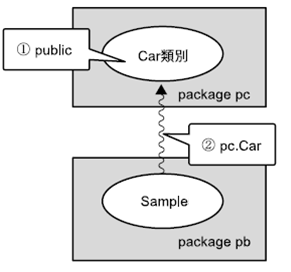 ① public
Car類別
package pc
② pc.Car
Sample
package pb